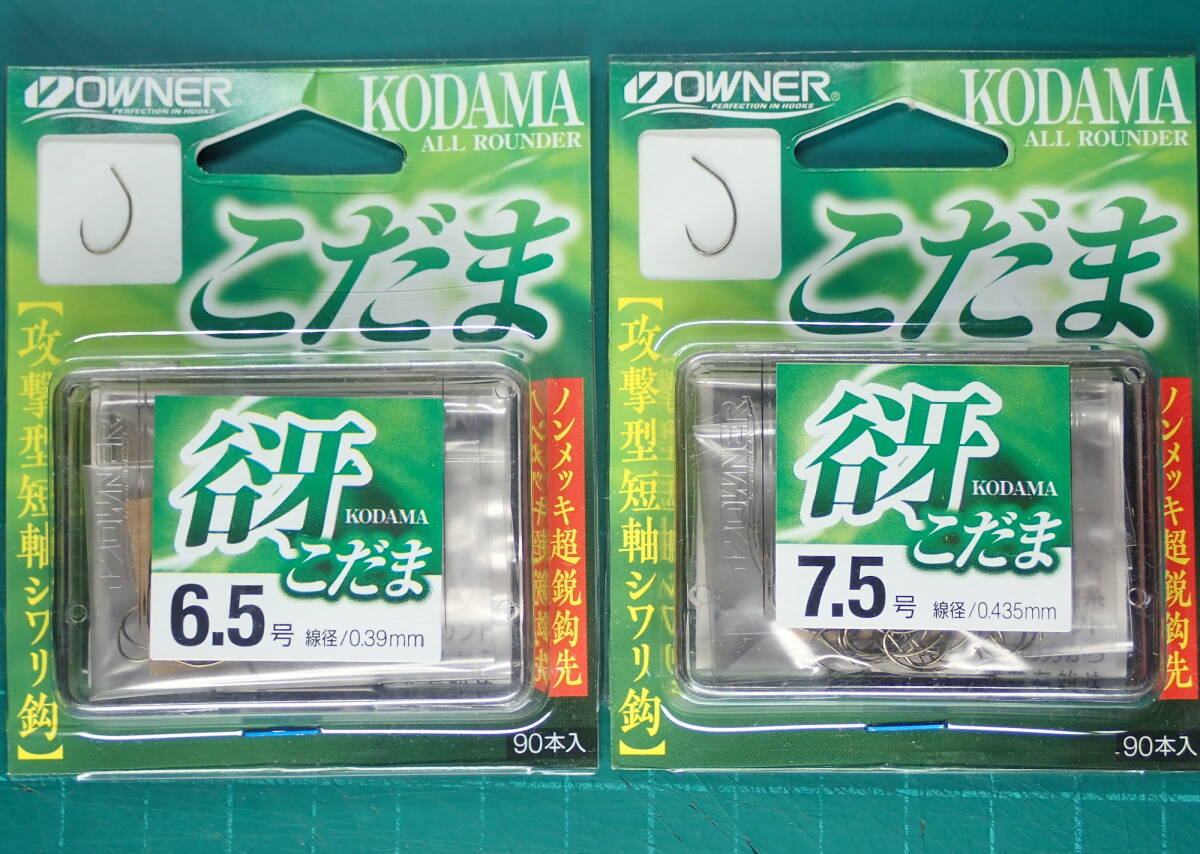 OWNER
PERFECTION IN HOOKS
KODAMA
ALL ROUNDER
こだま
【攻撃型短軸シワリ鈎】
ノンメッキ超鋭鈎先
谺
KODAMA
こだま
6.5号 線径/0.39mm
90本入
OWNER®
PERFECTION IN HOOKS
KODAMA
ALL ROUNDER
こだま
【攻撃型短軸シワリ鈎】
ノンメッキ超鋭鈎先
OWNER
谺
KODAMA
こだま
7.5号 線径/0.435mm
90本入